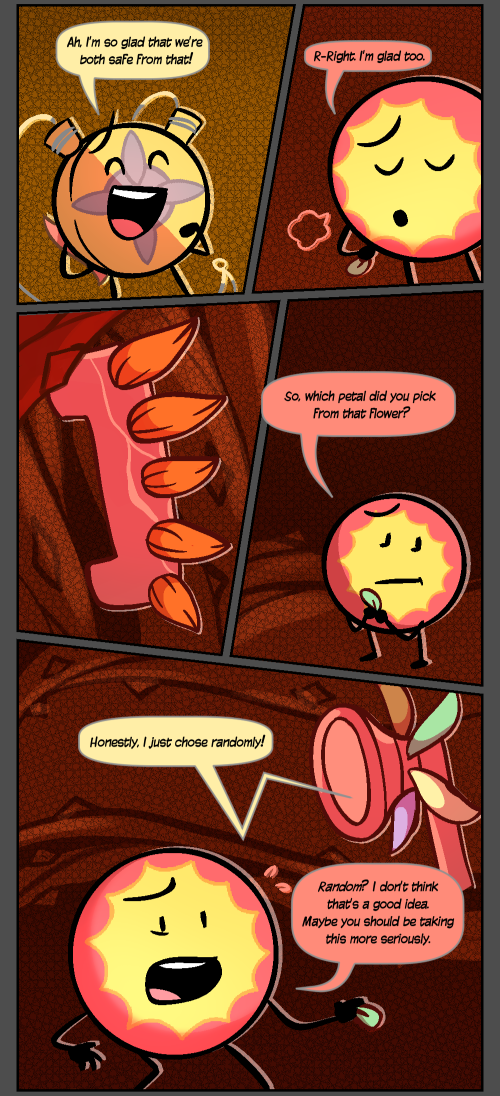 Ah, I'm so glad that we're
both safe from that!
R-Right. I'm glad too.
So, which petal did you pick
from that flower?
Honestly, I just chose randomly!
Random? I don't think
that's a good idea.
Maybe you should be taking
this more seriously.